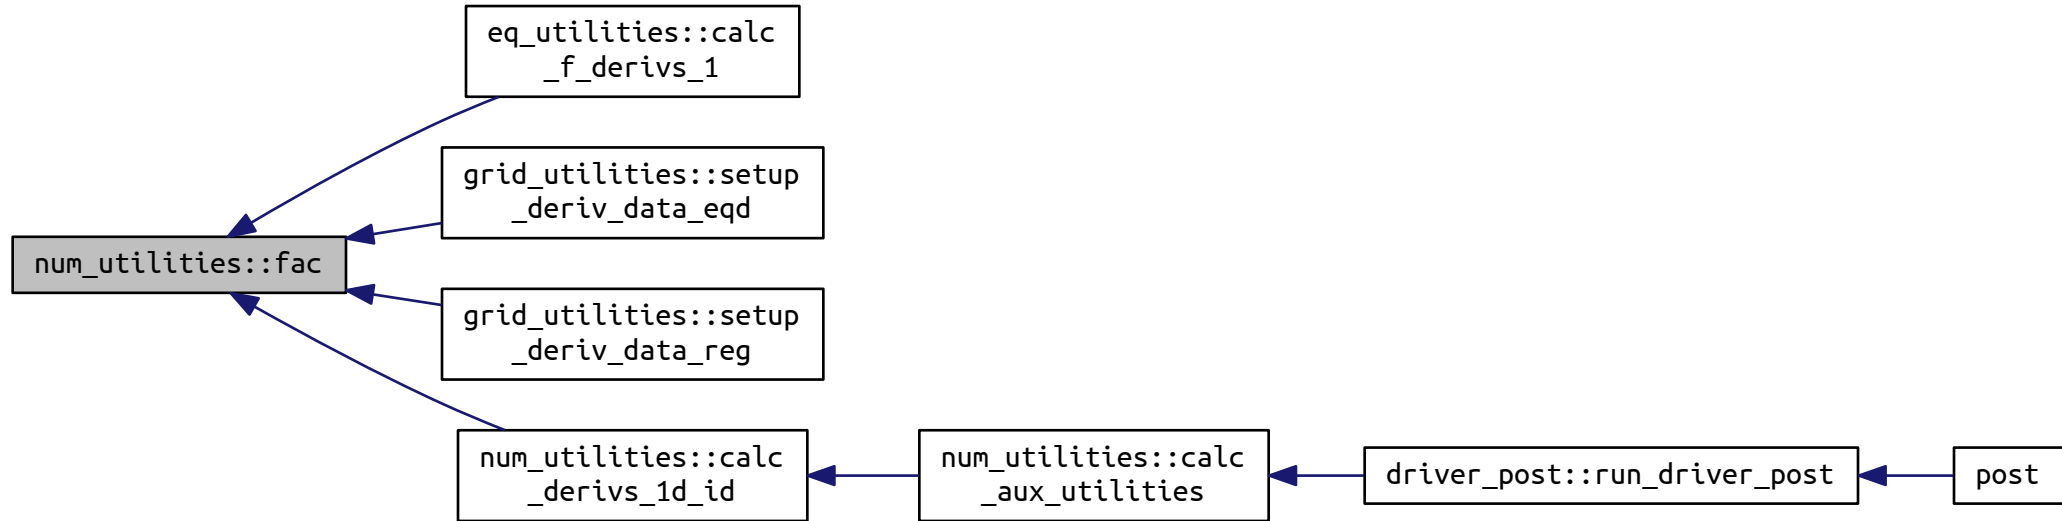 eq_utilities::calc
_f_derivs_1
grid_utilities::setup
_deriv_data_eqd
num_utilities::fac
grid_utilities::setup
_deriv_data_reg
num_utilities::calc
_derivs_1d_id
num_utilities::calc
_aux_utilities
driver_post::run_driver_post
post